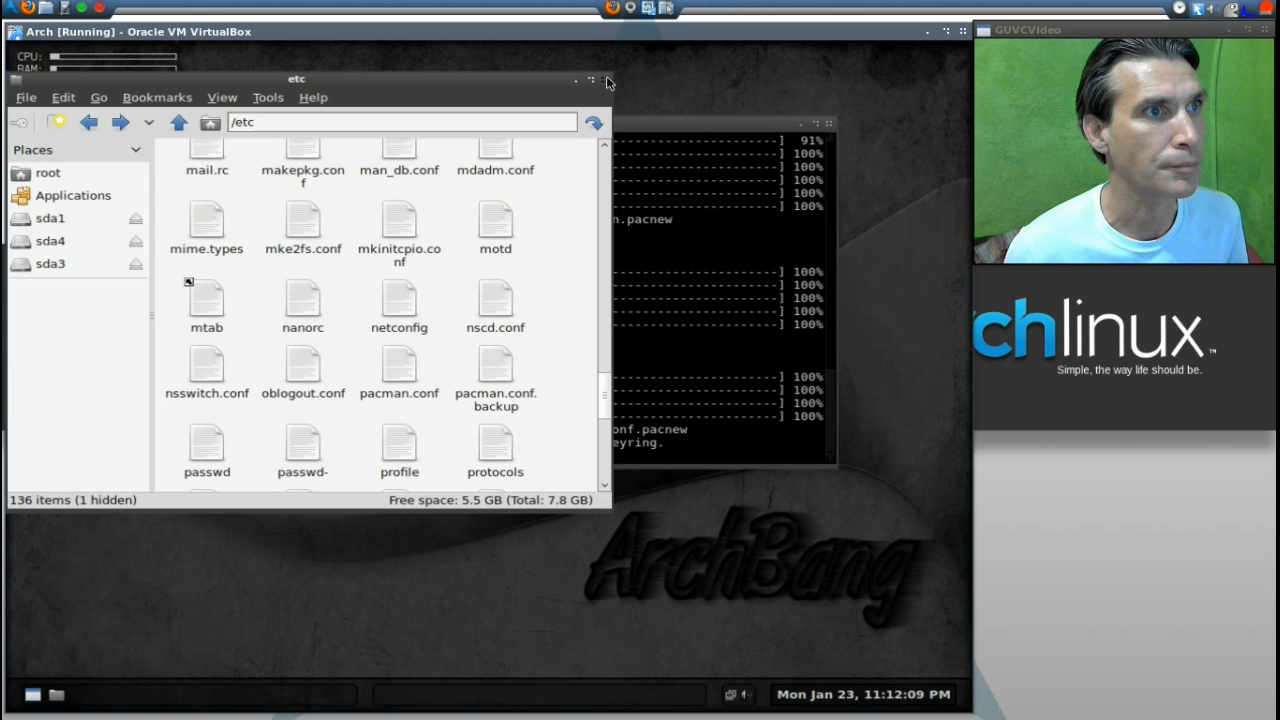 Arch [Running] - Oracle VM VirtualBox
GUVCVideo
CPU:
RAM:
etc
File Edit Go Bookmarks View Tools Help
/etc
Places
root
Applications
sda1
sda4
sda3
mail.rc makepkg.con man_db.conf mdadm.conf
f
mime.types mke2fs.conf mkinitcpio.co motd
nf
mtab nanorc netconfig nscd.conf
nsswitch.conf oblogout.conf pacman.conf pacman.conf.
backup
passwd passwd- profile protocols
136 items (1 hidden) Free space: 5.5 GB (Total: 7.8 GB)
] 91%
] 100%
] 100%
] 100%
] 100%
] 100%
n.pacnew
] 100%
] 100%
] 100%
] 100%
] 100%
] 100%
] 100%
] 100%
] 100%
onf.pacnew
eyring.
chlinux™
Simple, the way life should be.
ArchBang
Mon Jan 23, 11:12:09 PM